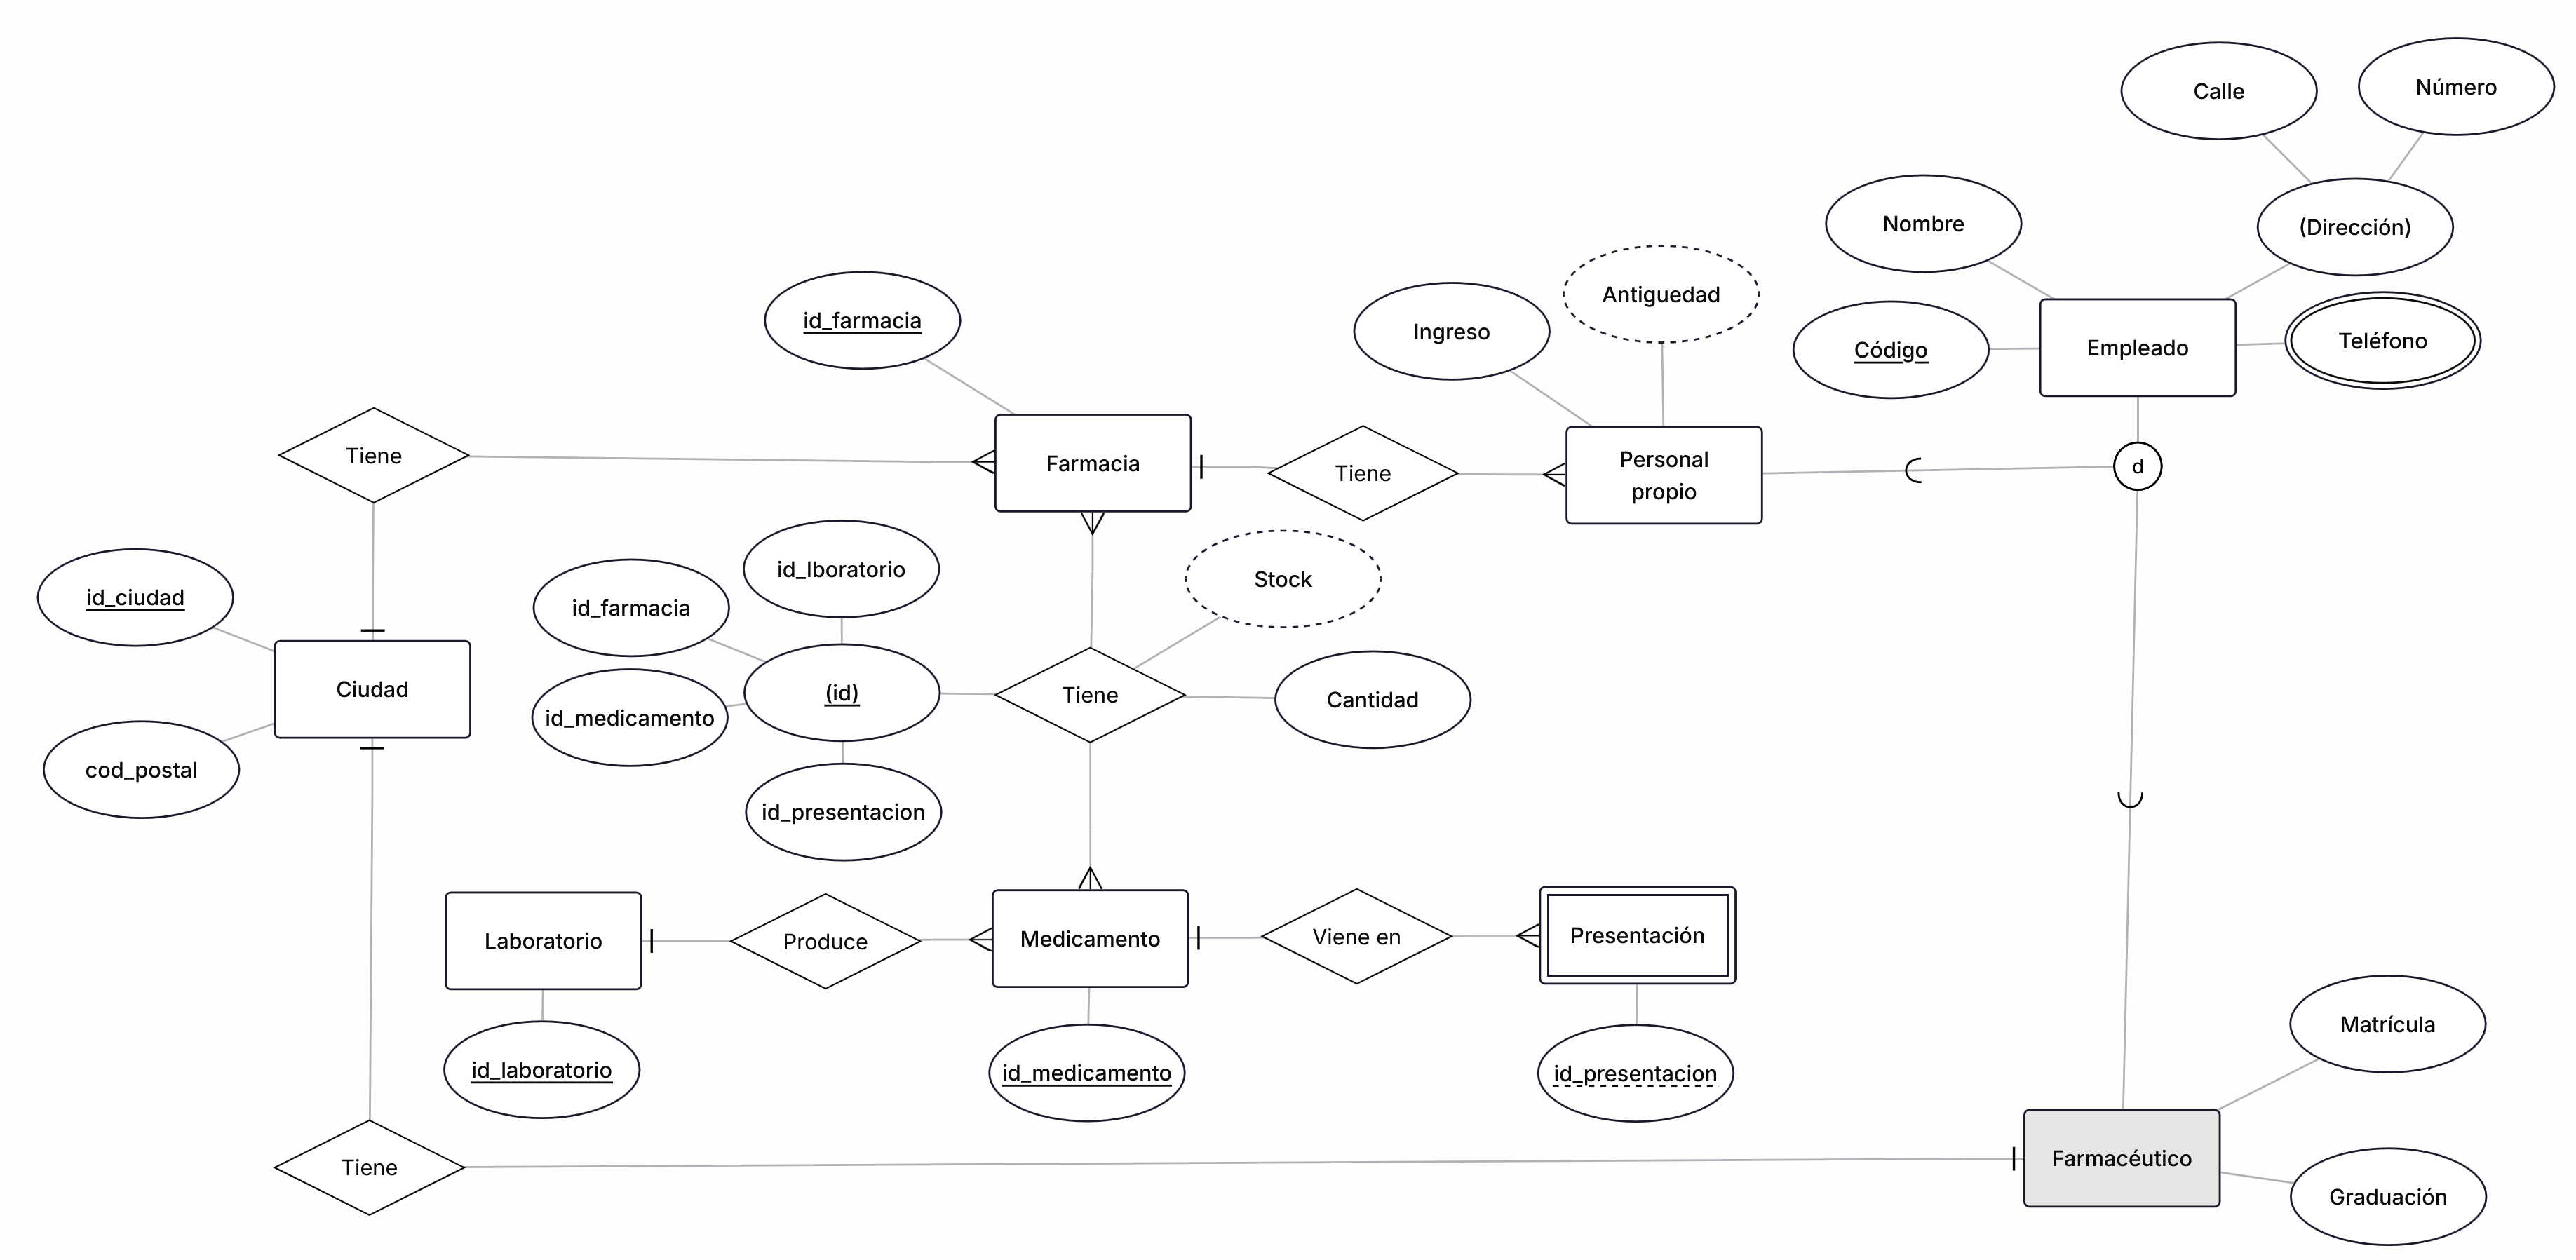 Calle
Número
Nombre
(Dirección)
Antiguedad
id_farmacia
Ingreso
Código
Empleado
Teléfono
Tiene
Farmacia
Tiene
Personal
propio
d
id_lboratorio
Stock
id_ciudad
id_farmacia
Ciudad
(id)
Tiene
Cantidad
id_medicamento
cod_postal
id_presentacion
Laboratorio
Produce
Medicamento
Viene en
Presentación
id_laboratorio
id_medicamento
id_presentacion
Matrícula
Tiene
Farmacéutico
Graduación